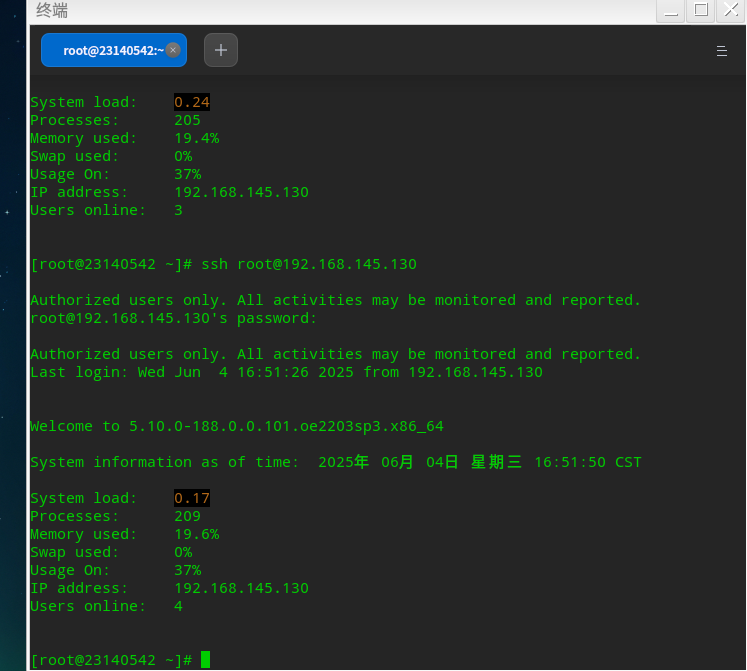 终端
root@23140542:~
System load: 0.24
Processes: 205
Memory used: 19.4%
Swap used: 0%
Usage On: 37%
IP address: 192.168.145.130
Users online: 3
[root@23140542 ~]# ssh root@192.168.145.130
Authorized users only. All activities may be monitored and reported.
root@192.168.145.130's password:
Authorized users only. All activities may be monitored and reported.
Last login: Wed Jun  4 16:51:26 2025 from 192.168.145.130
Welcome to 5.10.0-188.0.0.101.oe2203sp3.x86_64
System information as of time:  2025年 06月 04日 星期三 16:51:50 CST
System load: 0.17
Processes: 209
Memory used: 19.6%
Swap used: 0%
Usage On: 37%
IP address: 192.168.145.130
Users online: 4
[root@23140542 ~]#